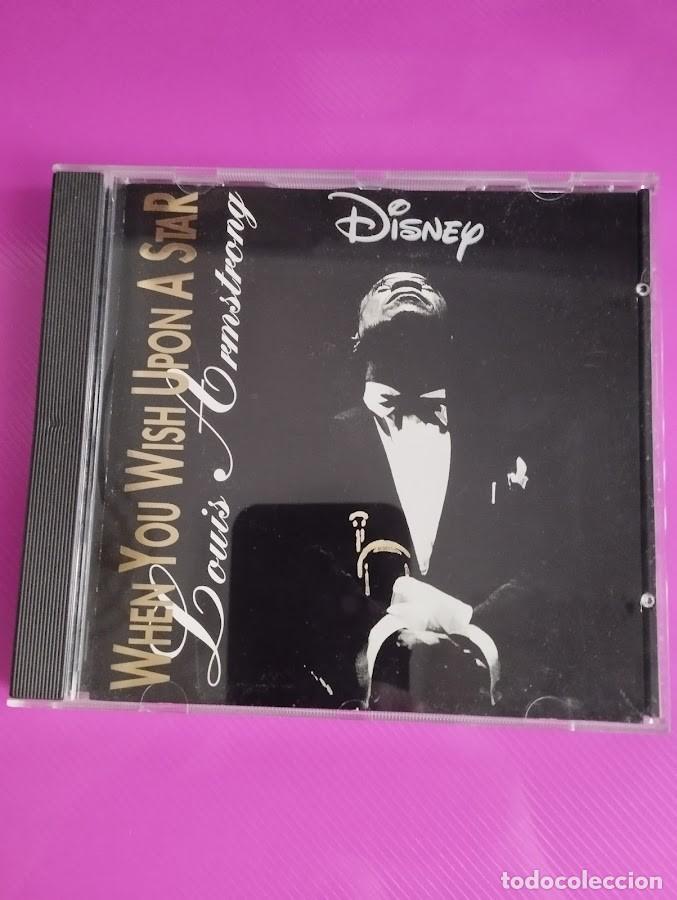 DISNEY
WHEN YOU WISH UPON A STAR
Louis Armstrong
todocoleccion